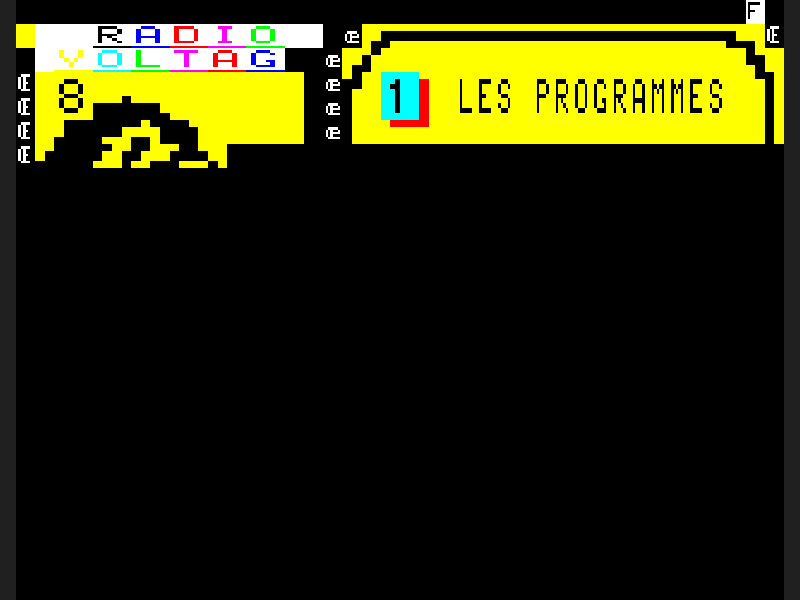 F
Œ
RADIO
œ
VOLTAG
œ
Œ 8 œ 1 LES PROGRAMMES
Œ œ
Œ œ
Œ